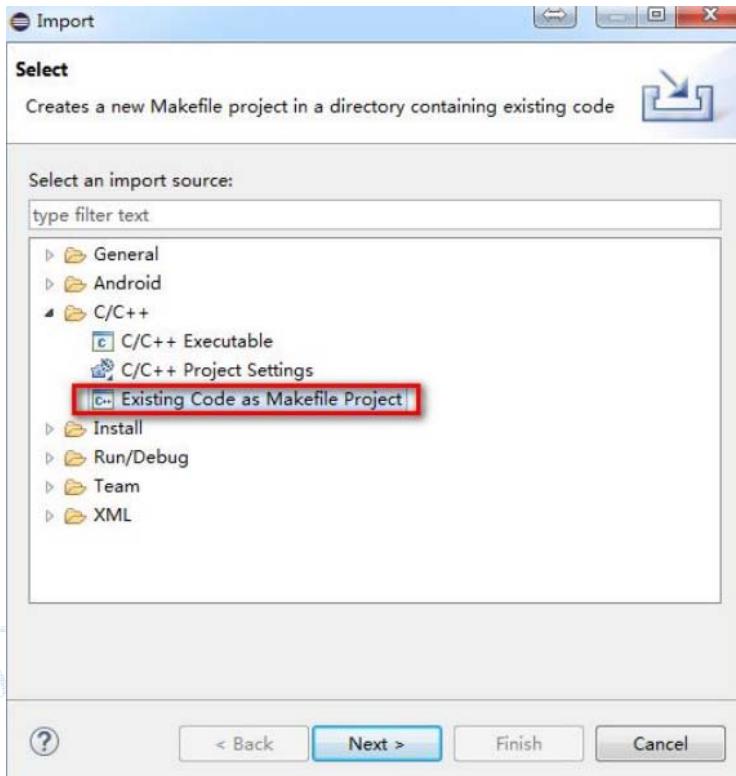 Import
Select
Creates a new Makefile project in a directory containing existing code
Select an import source:
type filter text
General
Android
C/C++
C/C++ Executable
C/C++ Project Settings
Existing Code as Makefile Project
Install
Run/Debug
Team
XML
< Back Next > Finish Cancel